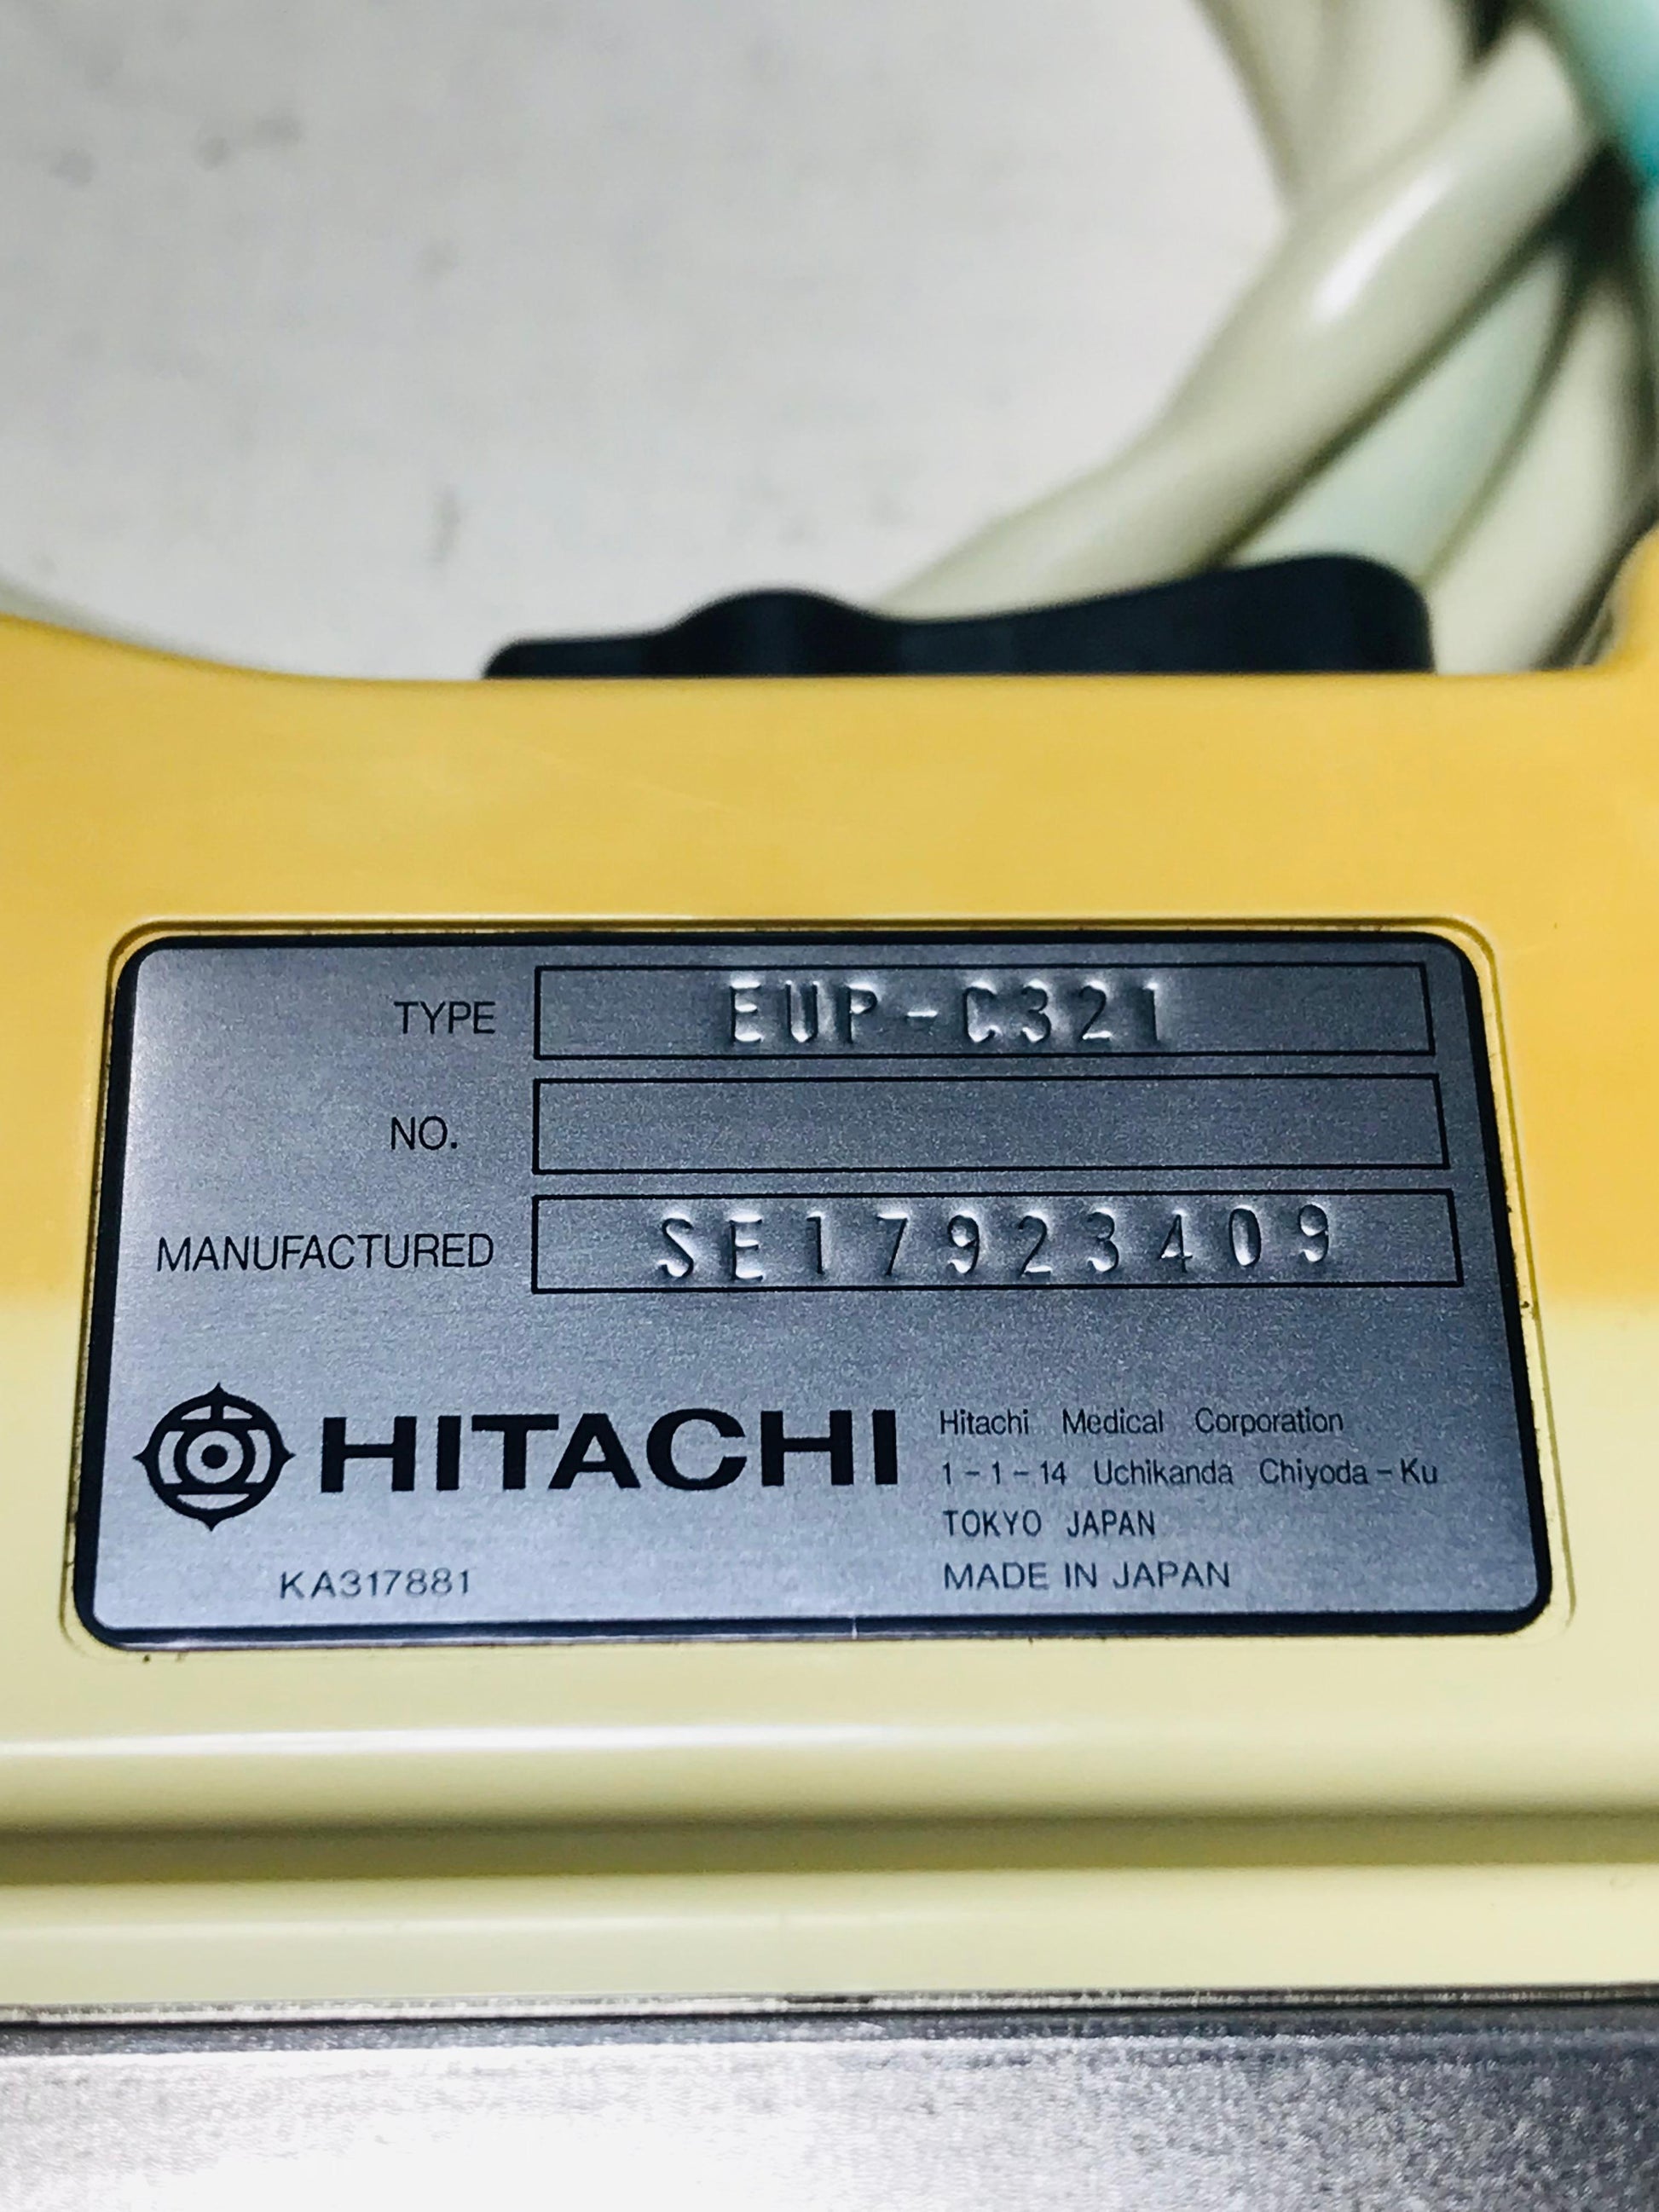 TYPE EUP-C321
NO.
MANUFACTURED SE17923409
HITACHI
Hitachi Medical Corporation
1-1-14 Uchikanda Chiyoda-Ku
TOKYO JAPAN
MADE IN JAPAN
KA317881